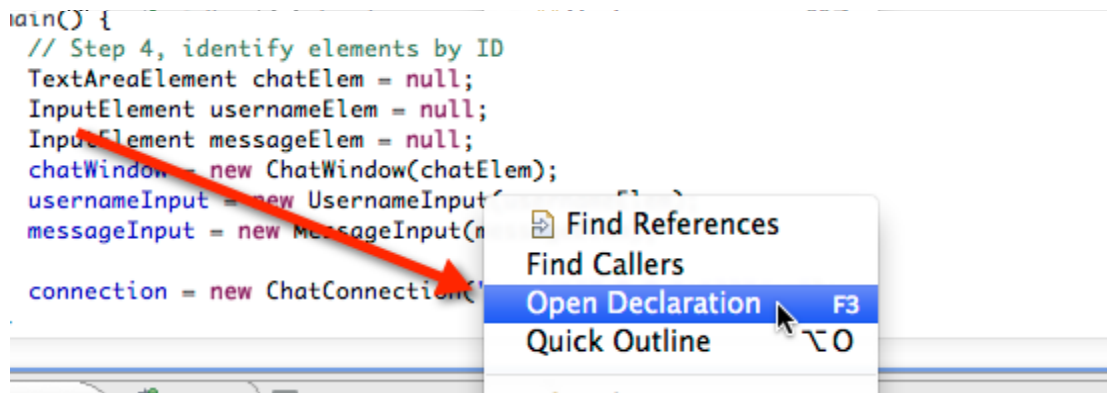 main() {
// Step 4, identify elements by ID
TextAreaElement chatElem = null;
InputElement usernameElem = null;
InputElement messageElem = null;
chatWindow = new ChatWindow(chatElem);
usernameInput = new UsernameInput(usernameElem);
messageInput = new MessageInput(m
connection = new ChatConnection("
Find References
Find Callers
Open Declaration F3
Quick Outline ⌥O